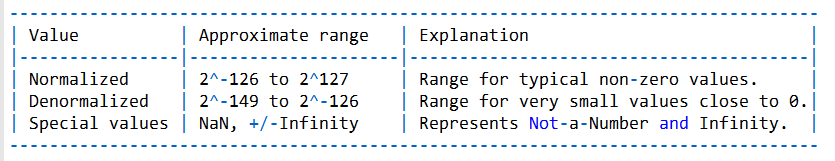 Value | Approximate range | Explanation
Normalized | 2^-126 to 2^127 | Range for typical non-zero values.
Denormalized | 2^-149 to 2^-126 | Range for very small values close to 0.
Special values | NaN, +/-Infinity | Represents Not-a-Number and Infinity.